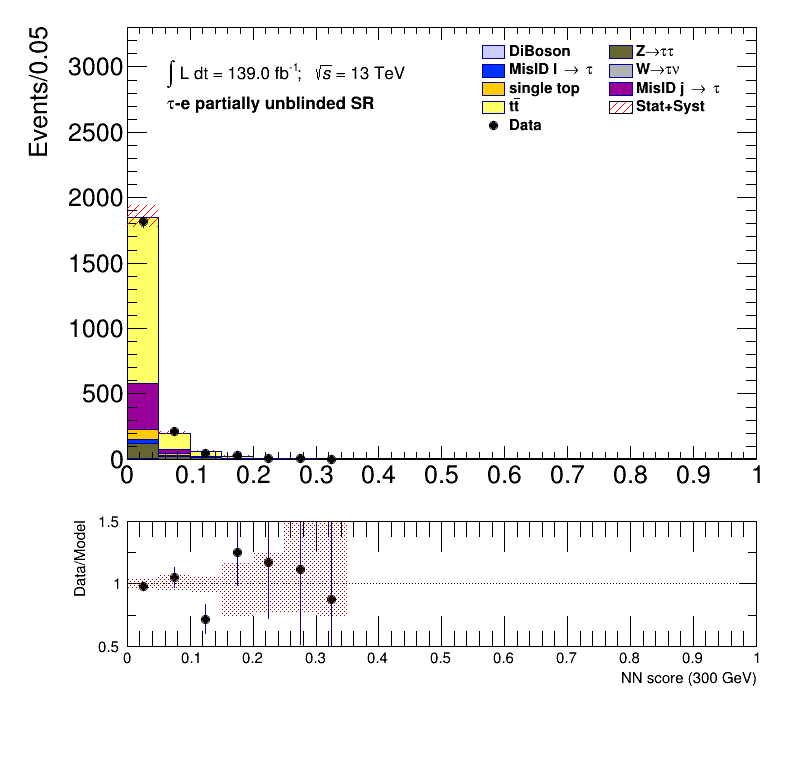 Events/0.05
3000
2500
2000
1500
1000
500
0
∫ L dt = 139.0 fb⁻¹; √s = 13 TeV
τ-e partially unblinded SR
DiBoson
Z→ττ
MisID l → τ
W→τν
single top
MisID j → τ
tt̄
Stat+Syst
Data
0 0.1 0.2 0.3 0.4 0.5 0.6 0.7 0.8 0.9 1
Data/Model
1.5
1
0.5
0 0.1 0.2 0.3 0.4 0.5 0.6 0.7 0.8 0.9 1
NN score (300 GeV)